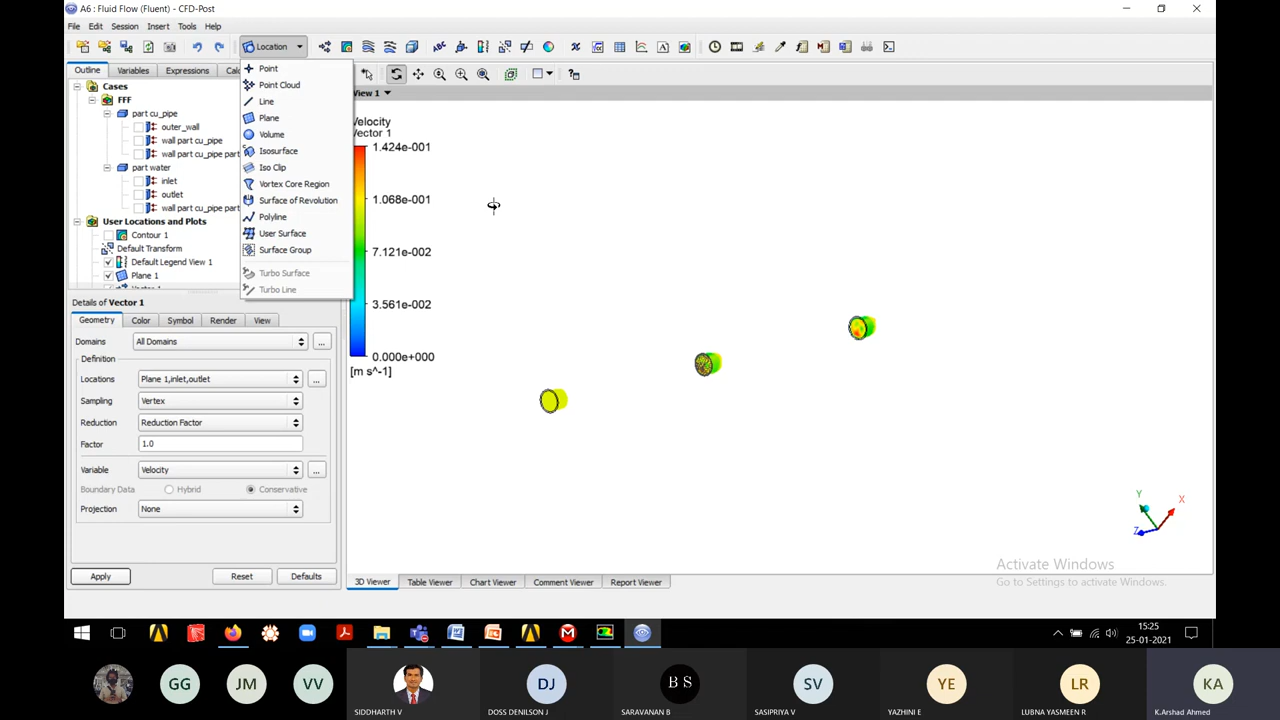 A6 : Fluid Flow (Fluent) - CFD-Post
File Edit Session Insert Tools Help
Location
Outline Variables Expressions
Point
Point Cloud
Line
Plane
Volume
Isosurface
Iso Clip
Vortex Core Region
Surface of Revolution
Polyline
User Surface
Surface Group
Turbo Surface
Turbo Line
Cases
FFF
part cu_pipe
outer_wall
wall part cu_pipe
wall part cu_pipe part
part water
inlet
outlet
wall part cu_pipe part
User Locations and Plots
Contour 1
Default Transform
Default Legend View 1
Plane 1
Details of Vector 1
Geometry Color Symbol Render View
Domains All Domains ...
Definition
Locations Plane 1,inlet,outlet ...
Sampling Vertex
Reduction Reduction Factor
Factor 1.0
Variable Velocity ...
Boundary Data Hybrid Conservative
Projection None
Apply Reset Defaults
View 1
Velocity
Vector 1
1.424e-001
1.068e-001
7.121e-002
3.561e-002
0.000e+000
[m s^-1]
Y
X
Z
Activate Windows
Go to Settings to activate Windows.
3D Viewer Table Viewer Chart Viewer Comment Viewer Report Viewer
15:25
25-01-2021
GG JM VV DJ B S SV YE LR KA
SIDDHARTH V DOSS DENILSON J SARAVANAN B SASIPRIYA V YAZHINI E LUBNA YASMEEN R K.Arshad Ahmed